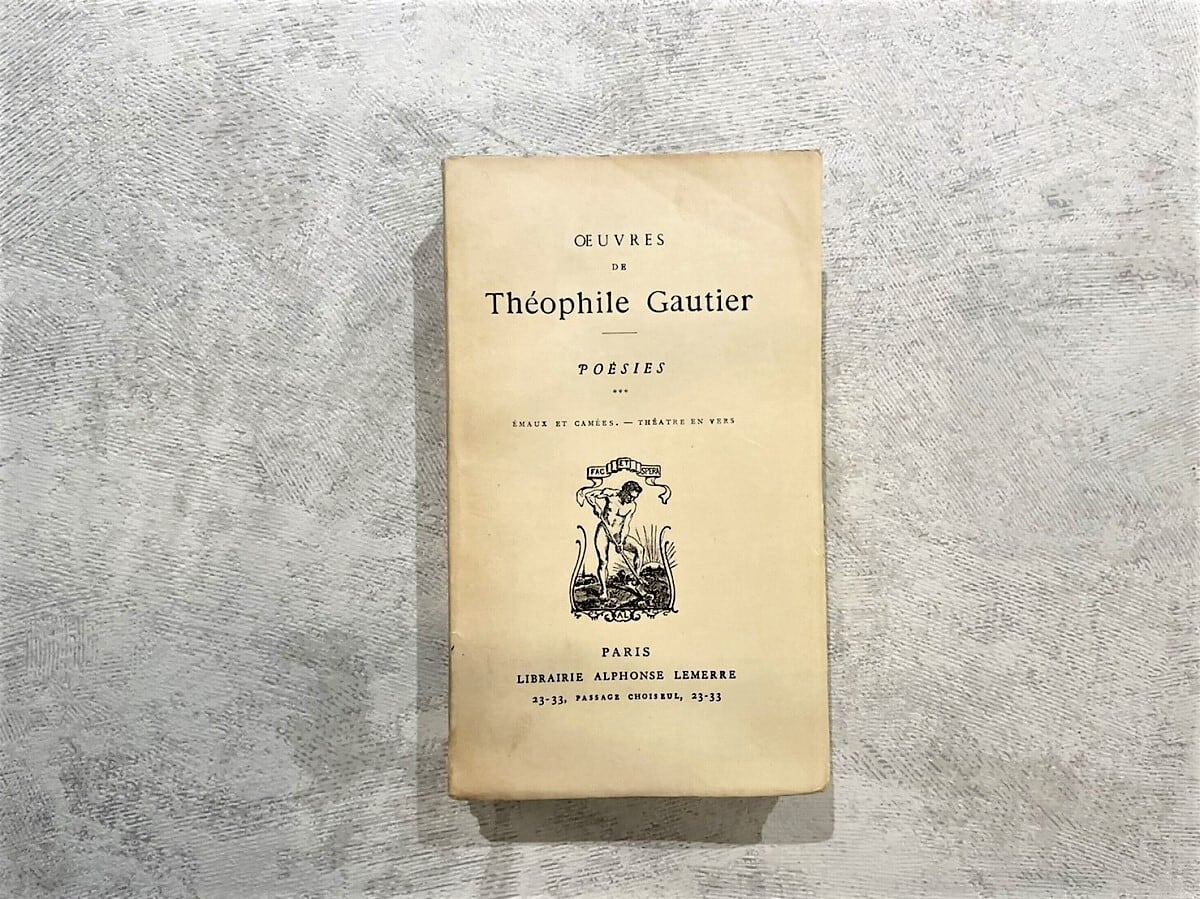 ŒUVRES
DE
Théophile Gautier
POÉSIES
***
ÉMAUX ET CAMÉES. — THÉATRE EN VERS
FAC ET SPERA
AL
PARIS
LIBRAIRIE ALPHONSE LEMERRE
23-33, PASSAGE CHOISEUL, 23-33